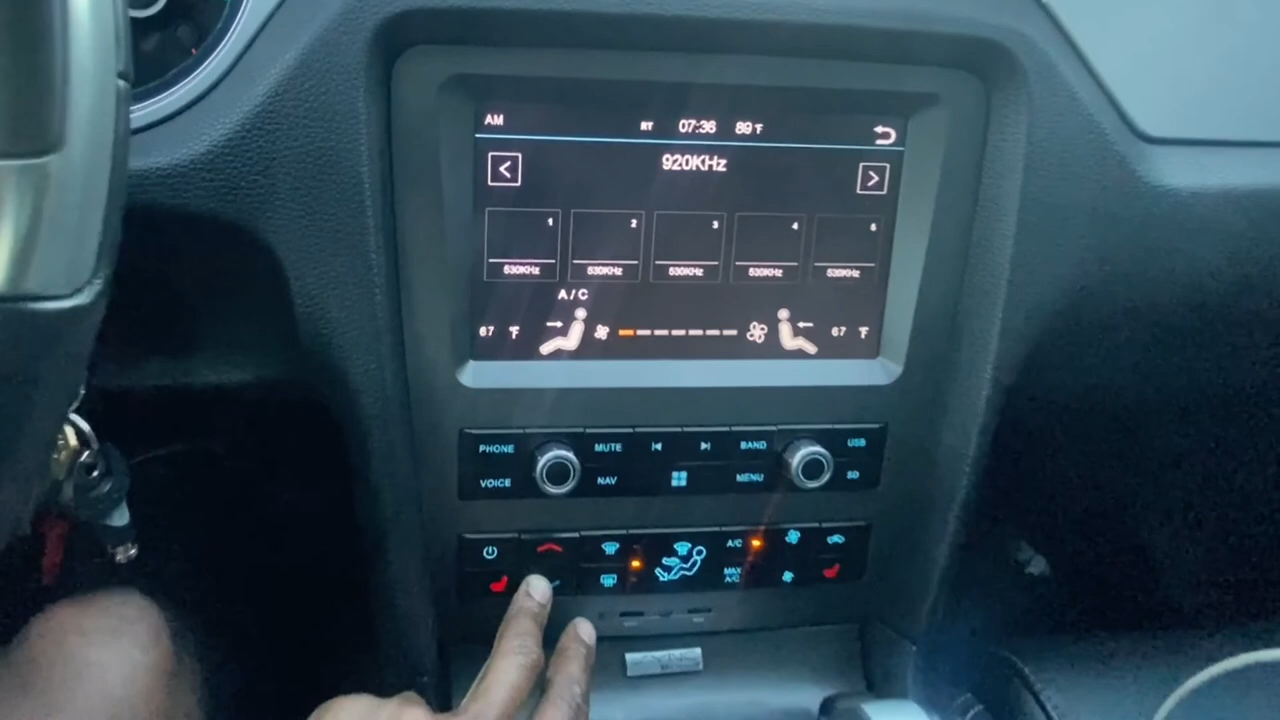 AM RT 07:36 89°F
< 920KHz >
1 2 3 4 5
530KHz 530KHz 530KHz 530KHz 530KHz
A/C
67 °F 67 °F
PHONE MUTE BAND USB
VOICE NAV MENU SD
A/C
MAX A/C